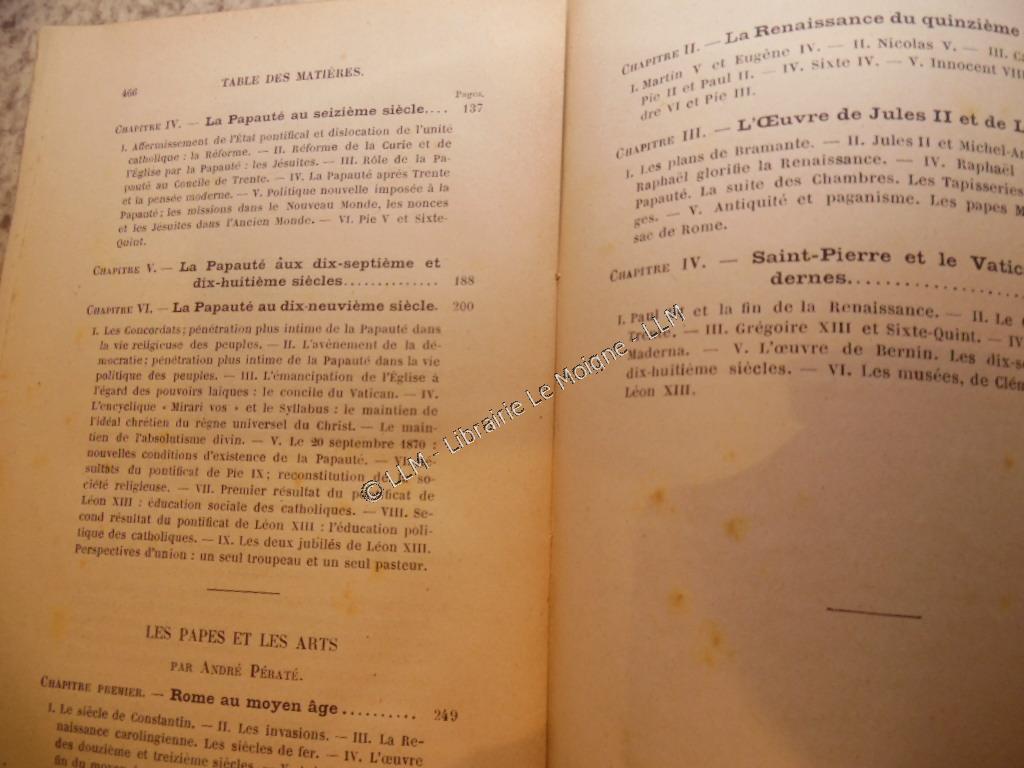 466
TABLE DES MATIÈRES.
Pages.
CHAPITRE IV. — La Papauté au seizième siècle.... 137
I. Affermissement de l'État pontifical et dislocation de l'unité
catholique : la Réforme. — II. Réforme de la Curie et de
l'Église par la Papauté : les Jésuites. — III. Rôle de la Pa-
pauté au Concile de Trente. — IV. La Papauté après Trente
et la pensée moderne. — V. Politique nouvelle imposée à la
Papauté; les missions dans le Nouveau Monde, les nonces
et les Jésuites dans l'Ancien Monde. — VI. Pie V et Sixte-
Quint.
CHAPITRE V. — La Papauté aux dix-septième et
dix-huitième siècles.............. 188
CHAPITRE VI. — La Papauté au dix-neuvième siècle. 200
I. Les Concordats; pénétration plus intime de la Papauté dans
la vie religieuse des peuples. — II. L'avènement de la dé-
mocratie; pénétration plus intime de la Papauté dans la vie
politique des peuples. — III. L'émancipation de l'Église à
l'égard des pouvoirs laïques : le concile du Vatican. — IV.
L'encyclique « Mirari vos » et le Syllabus : le maintien de
l'idéal chrétien du règne universel du Christ. — Le main-
tien de l'absolutisme divin. — V. Le 20 septembre 1870 :
nouvelles conditions d'existence de la Papauté. — VI. Ré-
sultats du pontificat de Pie IX; reconstitution de la so-
ciété religieuse. — VII. Premier résultat du pontificat de
Léon XIII : éducation sociale des catholiques. — VIII. Se-
cond résultat du pontificat de Léon XIII : l'éducation poli-
tique des catholiques. — IX. Les deux jubilés de Léon XIII.
Perspectives d'union : un seul troupeau et un seul pasteur.
LES PAPES ET LES ARTS
PAR ANDRÉ PÉRATÉ.
CHAPITRE PREMIER. — Rome au moyen âge.......... 249
I. Le siècle de Constantin. — II. Les invasions. — III. La Re-
naissance carolingienne. Les siècles de fer. — IV. L'œuvre
des douzième et treizième siècles. — V.
fin du moyen
CHAPITRE II. — La Renaissance du quinzième
I. Martin V et Eugène IV. — II. Nicolas V. — III. Ca
Pie II et Paul II. — IV. Sixte IV. — V. Innocent VIII
dre VI et Pie III.
CHAPITRE III. — L'Œuvre de Jules II et de L
I. Les plans de Bramante. — II. Jules II et Michel-An
Raphaël glorifie la Renaissance. — IV. Raphaël
Papauté. La suite des Chambres. Les Tapisseries
ges. — V. Antiquité et paganisme. Les papes M
sac de Rome.
CHAPITRE IV. — Saint-Pierre et le Vatic
dernes....................
I. Paul III et la fin de la Renaissance. — II. Le
Trente. — III. Grégoire XIII et Sixte-Quint. — IV
Maderna. — V. L'œuvre de Bernin. Les dix-s
dix-huitième siècles. — VI. Les musées, de Clém
Léon XIII.
© LLM - Librairie Le Moigne - LLM